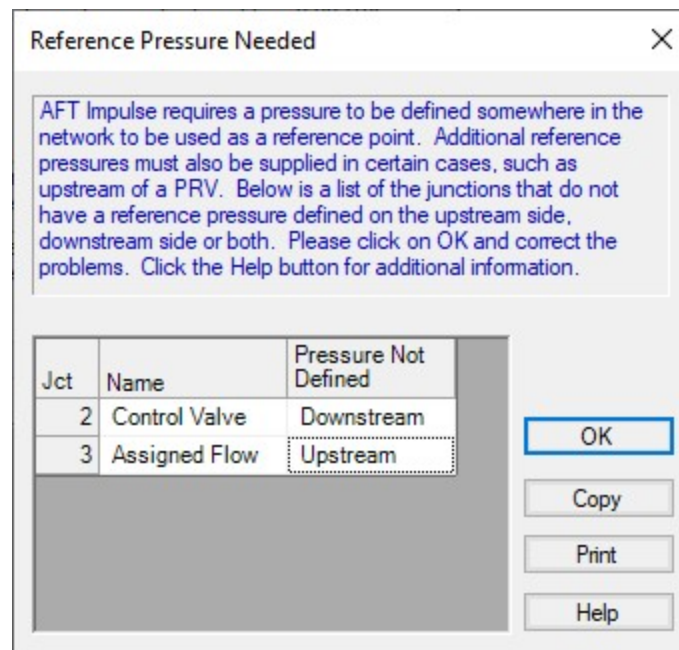 Reference Pressure Needed
AFT Impulse requires a pressure to be defined somewhere in the
network to be used as a reference point.  Additional reference
pressures must also be supplied in certain cases, such as
upstream of a PRV.  Below is a list of the junctions that do not
have a reference pressure defined on the upstream side,
downstream side or both.  Please click on OK and correct the
problems.  Click the Help button for additional information.
Jct Name Pressure Not Defined
2 Control Valve Downstream
3 Assigned Flow Upstream
OK
Copy
Print
Help